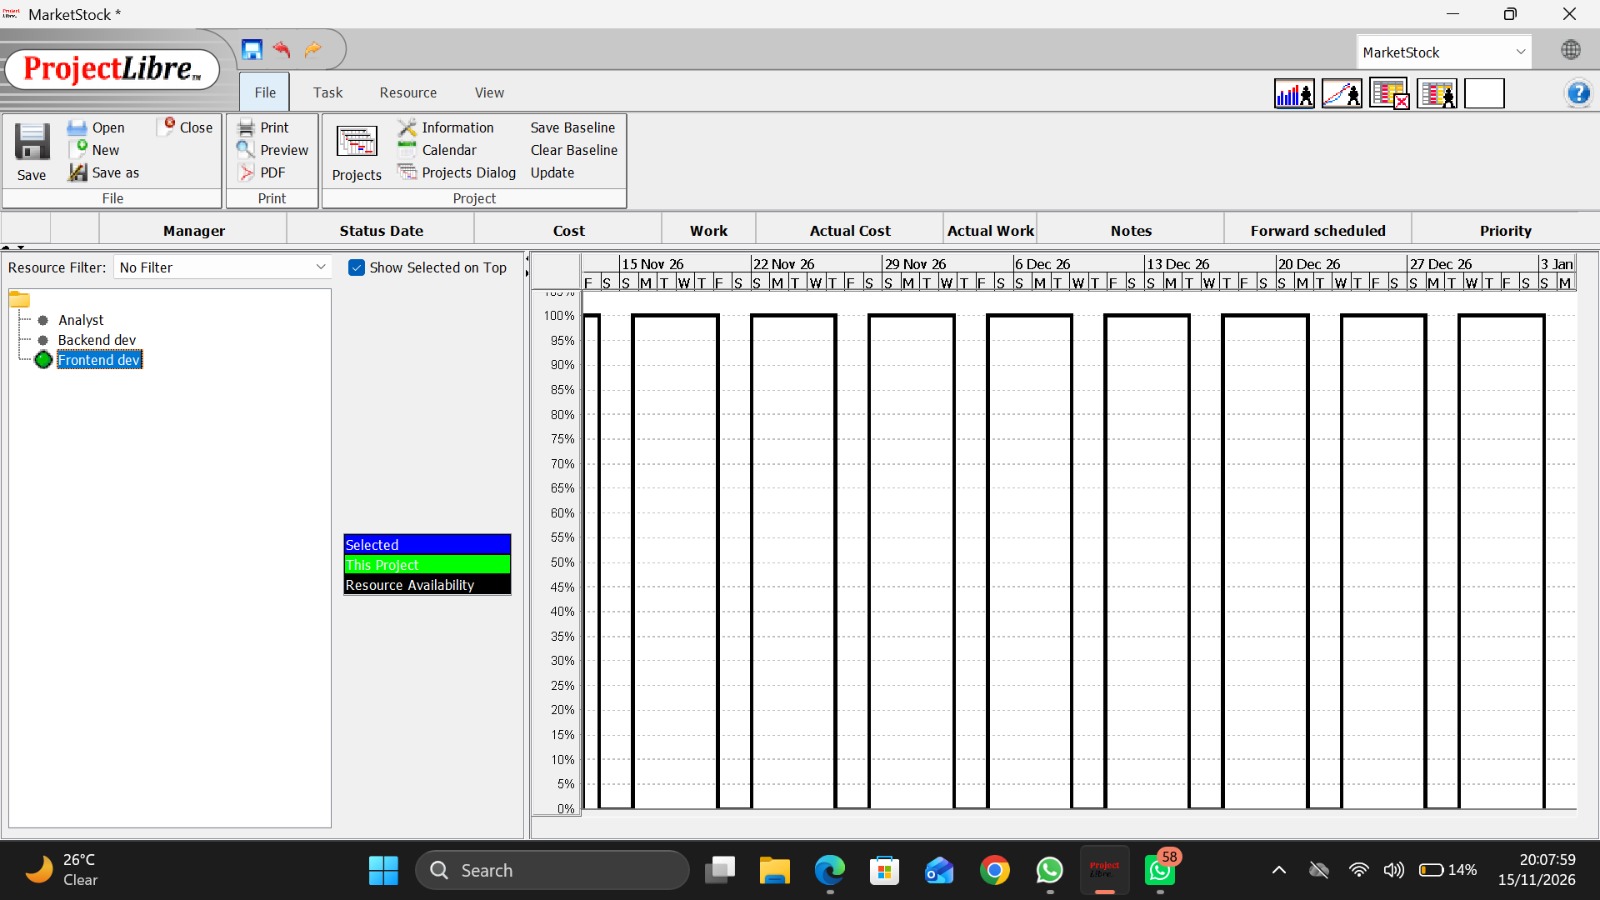 MarketStock *
ProjectLibre™
MarketStock
File Task Resource View
Save
Open
New
Save as
Close
File
Print
Preview
PDF
Print
Projects
Information
Calendar
Projects Dialog
Save Baseline
Clear Baseline
Update
Project
Manager Status Date Cost Work Actual Cost Actual Work Notes Forward scheduled Priority
Resource Filter: No Filter
Show Selected on Top
Analyst
Backend dev
Frontend dev
Selected
This Project
Resource Availability
15 Nov 26 22 Nov 26 29 Nov 26 6 Dec 26 13 Dec 26 20 Dec 26 27 Dec 26 3 Jan
F S S M T W T F S S M T W T F S S M T W T F S S M T W T F S S M T W T F S S M T W T F S S M T W T F S S M
100%
95%
90%
85%
80%
75%
70%
65%
60%
55%
50%
45%
40%
35%
30%
25%
20%
15%
10%
5%
0%
26°C
Clear
Search
Project Libre
58
14%
20:07:59
15/11/2026